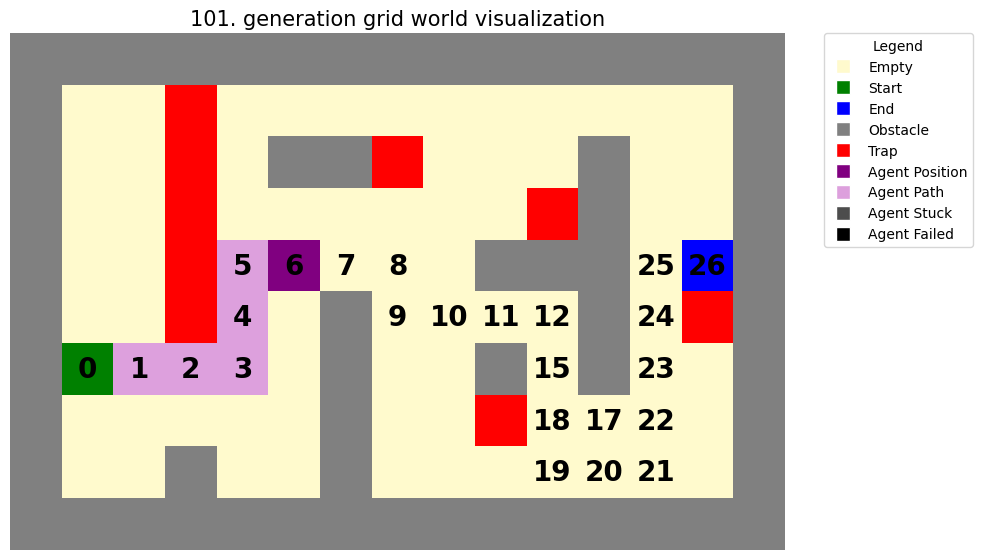 101. generation grid world visualization
Legend
Empty
Start
End
Obstacle
Trap
Agent Position
Agent Path
Agent Stuck
Agent Failed
5 6 7 8 25 26
4 9 10 11 12 24
0 1 2 3 15 23
18 17 22
19 20 21